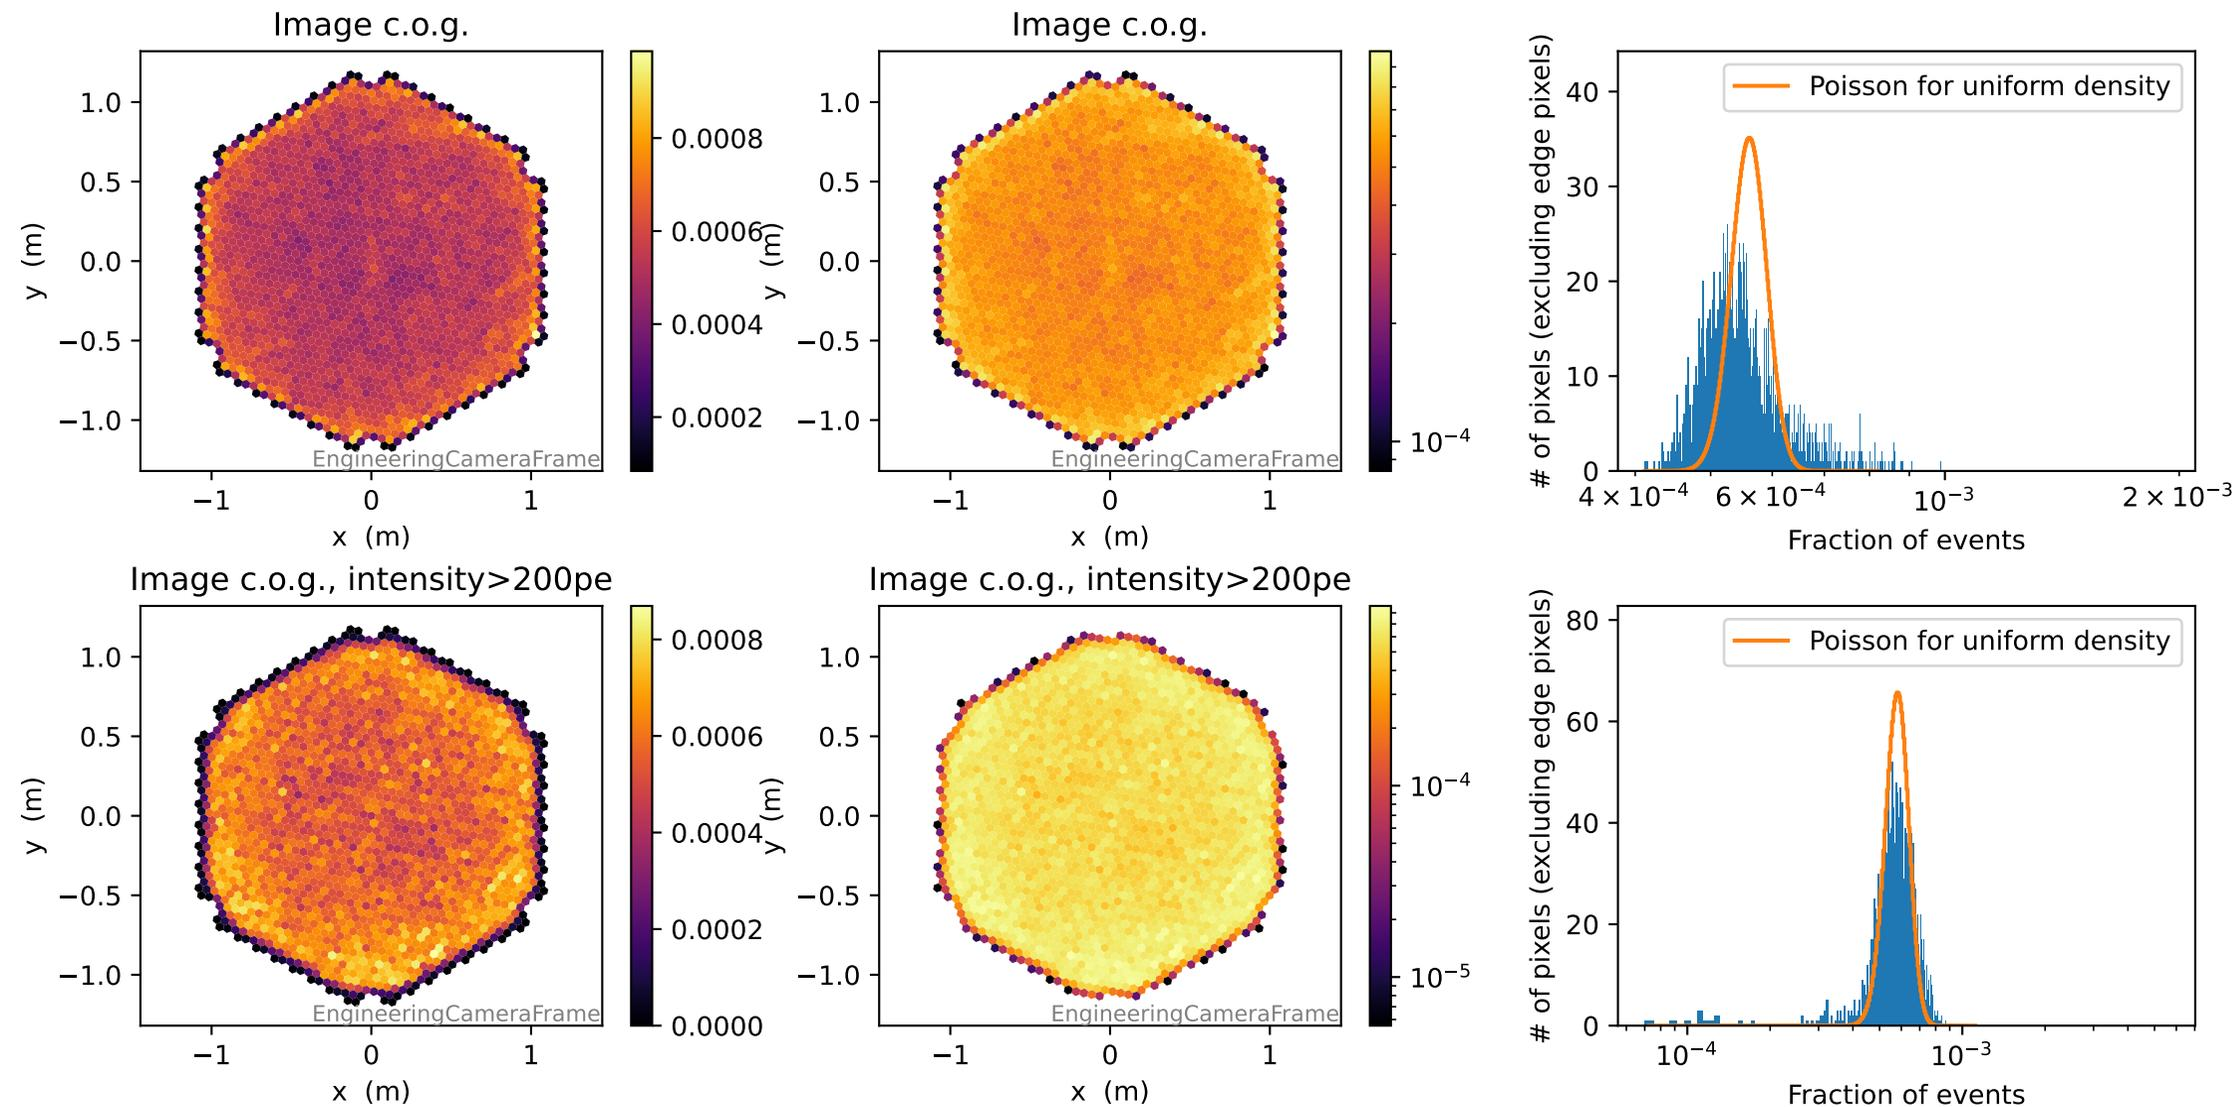 Image c.o.g.
1.0
0.5
0.0
−0.5
−1.0
y (m)
−1
0
1
x (m)
EngineeringCameraFrame
0.0008
0.0006
0.0004
0.0002
Image c.o.g.
1.0
0.5
0.0
−0.5
−1.0
y (m)
−1
0
1
x (m)
EngineeringCameraFrame
10⁻⁴
Poisson for uniform density
# of pixels (excluding edge pixels)
40
30
20
10
0
4 × 10⁻⁴
6 × 10⁻⁴
10⁻³
2 × 10⁻³
Fraction of events
Image c.o.g., intensity>200pe
1.0
0.5
0.0
−0.5
−1.0
y (m)
−1
0
1
x (m)
EngineeringCameraFrame
0.0008
0.0006
0.0004
0.0002
0.0000
Image c.o.g., intensity>200pe
1.0
0.5
0.0
−0.5
−1.0
y (m)
−1
0
1
x (m)
EngineeringCameraFrame
10⁻⁴
10⁻⁵
Poisson for uniform density
# of pixels (excluding edge pixels)
80
60
40
20
0
10⁻⁴
10⁻³
Fraction of events